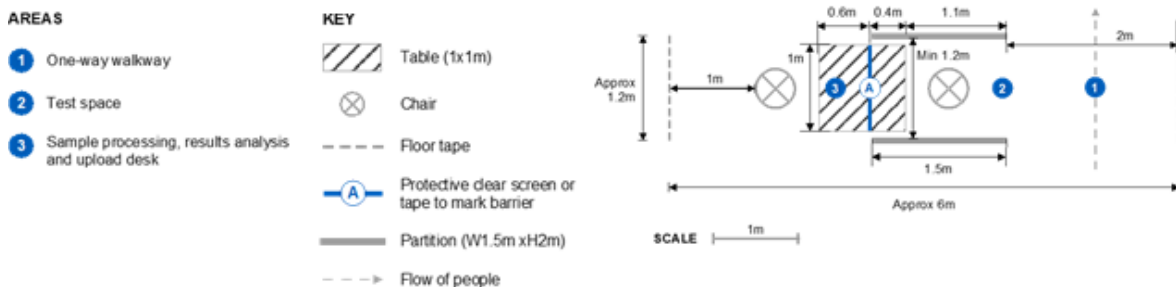 AREAS
1 One-way walkway
2 Test space
3 Sample processing, results analysis
and upload desk
KEY
Table (1x1m)
Chair
Floor tape
A Protective clear screen or
tape to mark barrier
Partition (W1.5m xH2m)
Flow of people
0.6m 0.4m 1.1m
2m
1m Min 1.2m
Approx
1.2m
1m
3 A 2 1
1.5m
Approx 6m
SCALE 1m